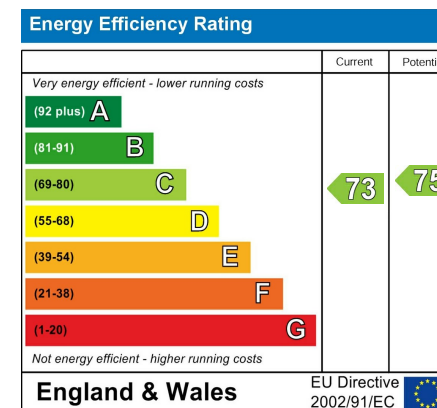 Energy Efficiency Rating
Current Potenti
Very energy efficient - lower running costs
(92 plus) A
(81-91) B
(69-80) C
73 75
(55-68) D
(39-54) E
(21-38) F
(1-20) G
Not energy efficient - higher running costs
England & Wales
EU Directive
2002/91/EC